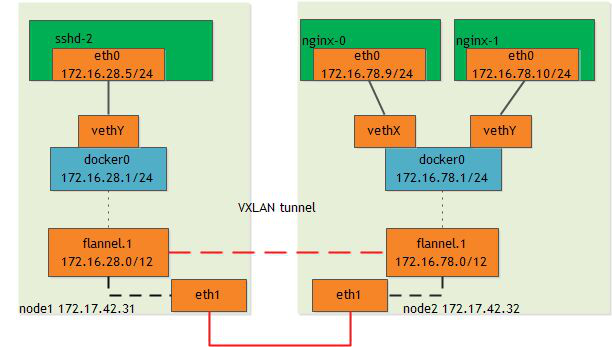 sshd-2
eth0
172.16.28.5/24
vethY
docker0
172.16.28.1/24
flannel.1
172.16.28.0/12
eth1
node1 172.17.42.31
VXLAN tunnel
nginx-0
eth0
172.16.78.9/24
nginx-1
eth0
172.16.78.10/24
vethX
vethY
docker0
172.16.78.1/24
flannel.1
172.16.78.0/12
eth1
node2 172.17.42.32